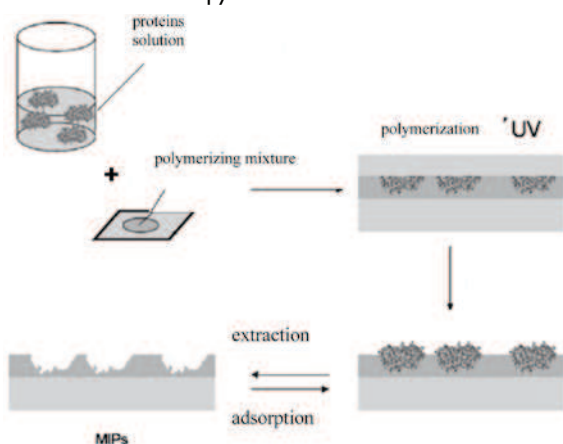 proteins
solution
polymerizing mixture
+
polymerization 'UV
extraction
adsorption
MIPs